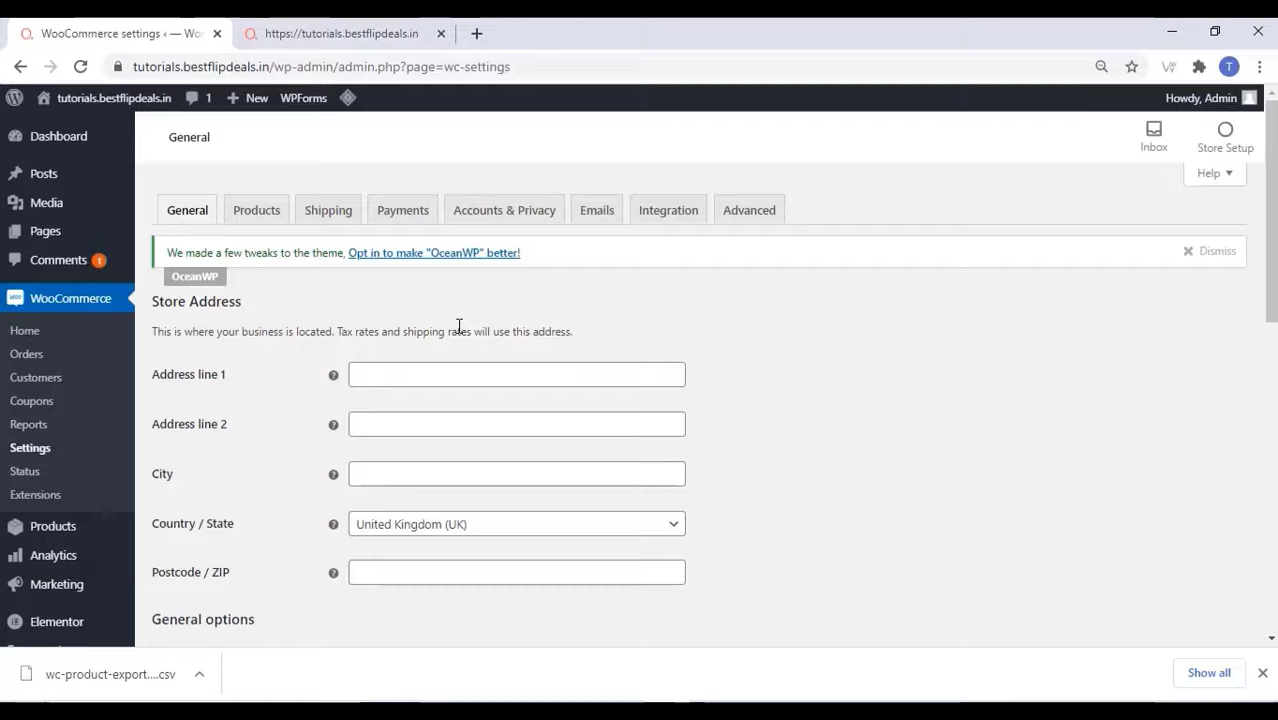 WooCommerce settings ‹ — Wo
https://tutorials.bestflipdeals.in
tutorials.bestflipdeals.in/wp-admin/admin.php?page=wc-settings
T
tutorials.bestflipdeals.in
1
New
WPForms
Howdy, Admin
Dashboard
Posts
Media
Pages
Comments 1
WooCommerce
Home
Orders
Customers
Coupons
Reports
Settings
Status
Extensions
Products
Analytics
Marketing
Elementor
General
Inbox
Store Setup
Help
General
Products
Shipping
Payments
Accounts & Privacy
Emails
Integration
Advanced
We made a few tweaks to the theme, Opt in to make "OceanWP" better!
Dismiss
OceanWP
Store Address
This is where your business is located. Tax rates and shipping rates will use this address.
Address line 1
Address line 2
City
Country / State
United Kingdom (UK)
Postcode / ZIP
General options
wc-product-export....csv
Show all